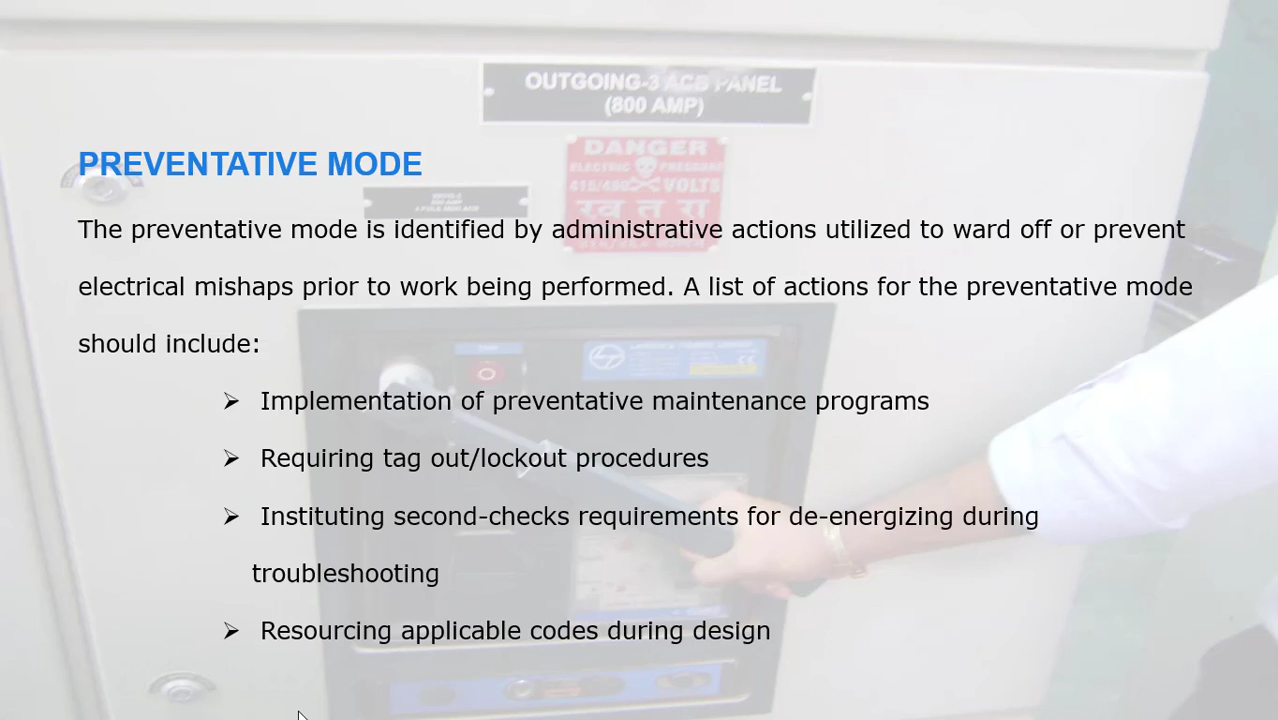 OUTGOING-3 ACB PANEL
(800 AMP)
DANGER
415/440 VOLTS
PREVENTATIVE MODE
The preventative mode is identified by administrative actions utilized to ward off or prevent
electrical mishaps prior to work being performed. A list of actions for the preventative mode
should include:
➢ Implementation of preventative maintenance programs
➢ Requiring tag out/lockout procedures
➢ Instituting second-checks requirements for de-energizing during
troubleshooting
➢ Resourcing applicable codes during design